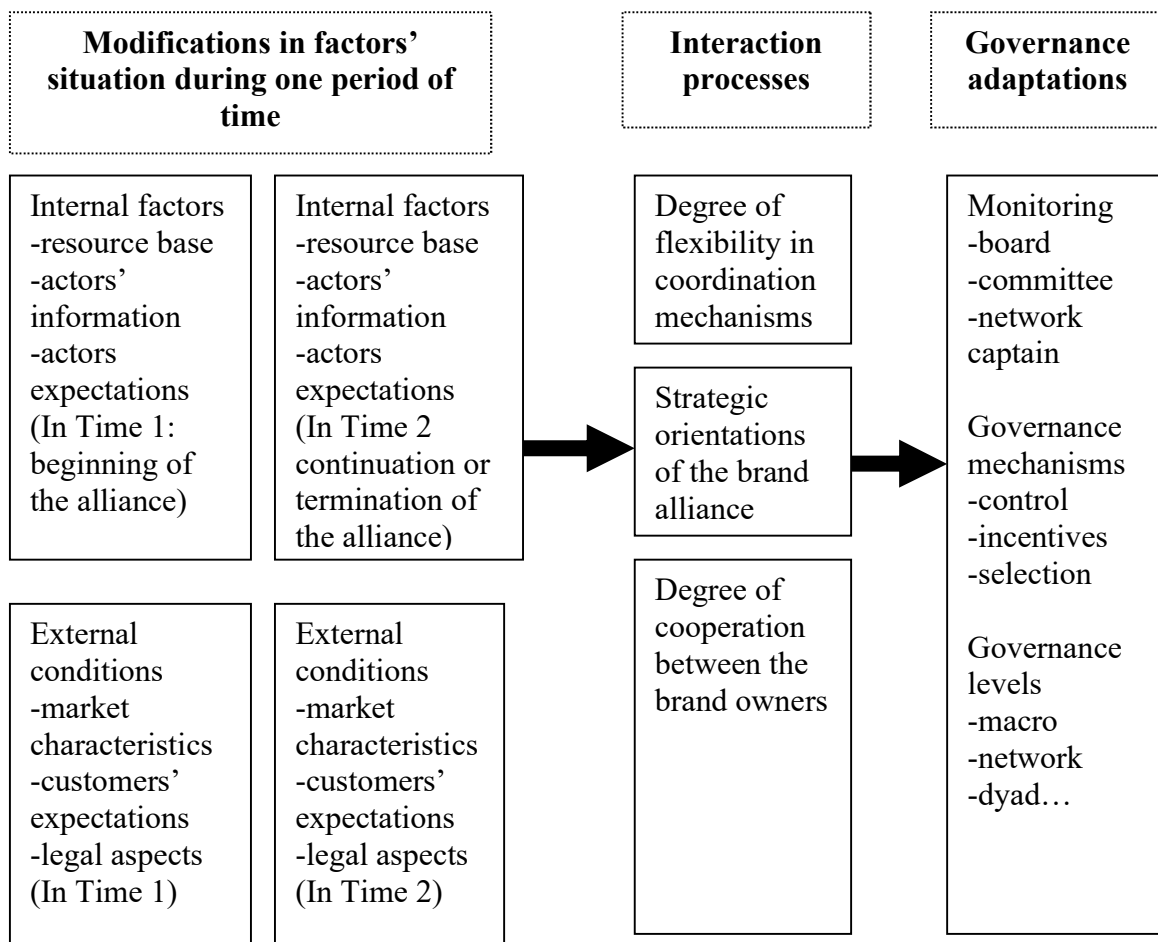 Modifications in factors’
situation during one period of
time
Interaction
processes
Governance
adaptations
Internal factors
-resource base
-actors’
information
-actors
expectations
(In Time 1:
beginning of
the alliance)
Internal factors
-resource base
-actors’
information
-actors
expectations
(In Time 2
continuation or
termination of
the alliance)
External
conditions
-market
characteristics
-customers’
expectations
-legal aspects
(In Time 1)
External
conditions
-market
characteristics
-customers’
expectations
-legal aspects
(In Time 2)
Degree of
flexibility in
coordination
mechanisms
Strategic
orientations
of the brand
alliance
Degree of
cooperation
between the
brand owners
Monitoring
-board
-committee
-network
captain
Governance
mechanisms
-control
-incentives
-selection
Governance
levels
-macro
-network
-dyad…